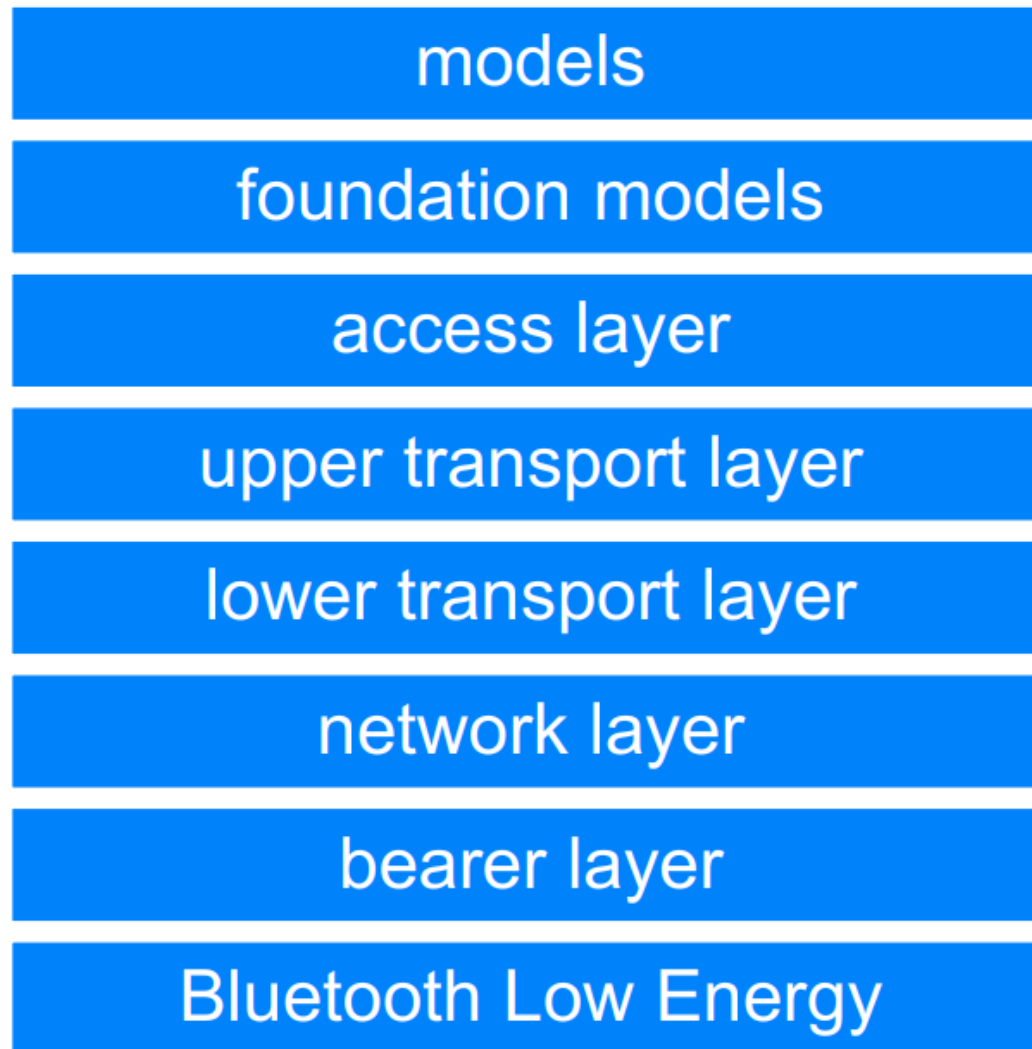 models
foundation models
access layer
upper transport layer
lower transport layer
network layer
bearer layer
Bluetooth Low Energy